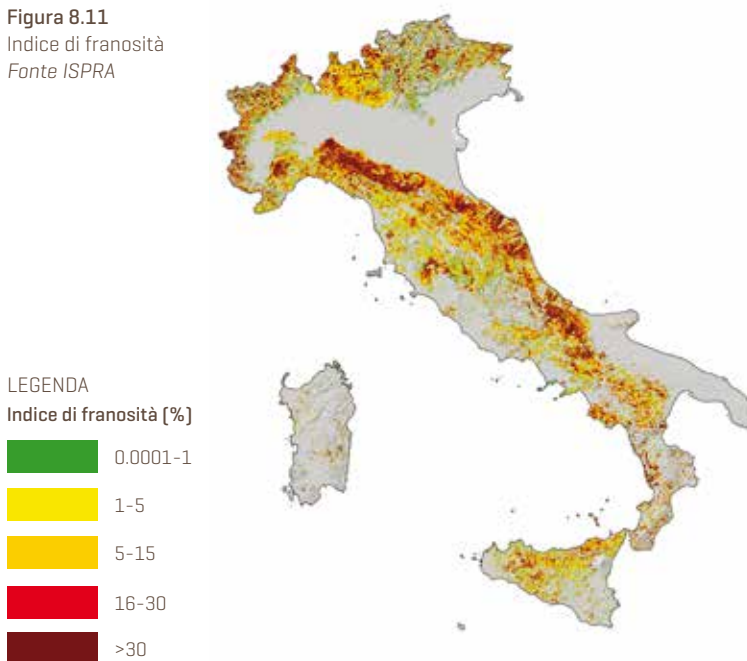 Figura 8.11
Indice di franosità
Fonte ISPRA
LEGENDA
Indice di franosità (%)
0.0001-1
1-5
5-15
16-30
>30